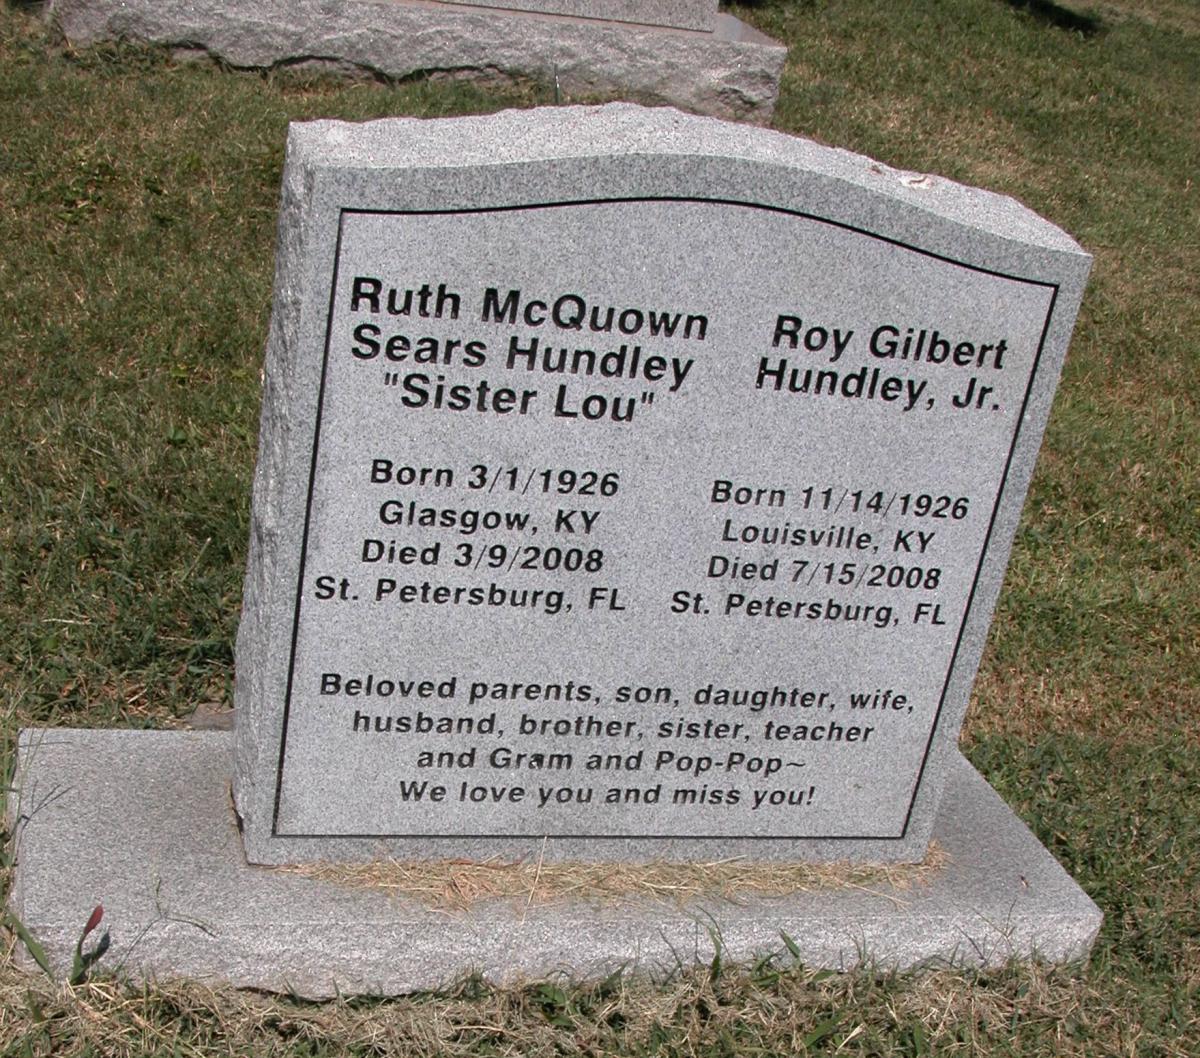 Ruth McQuown
Sears Hundley
"Sister Lou"
Born 3/1/1926
Glasgow, KY
Died 3/9/2008
St. Petersburg, FL
Roy Gilbert
Hundley, Jr.
Born 11/14/1926
Louisville, KY
Died 7/15/2008
St. Petersburg, FL
Beloved parents, son, daughter, wife,
husband, brother, sister, teacher
and Gram and Pop-Pop~
We love you and miss you!